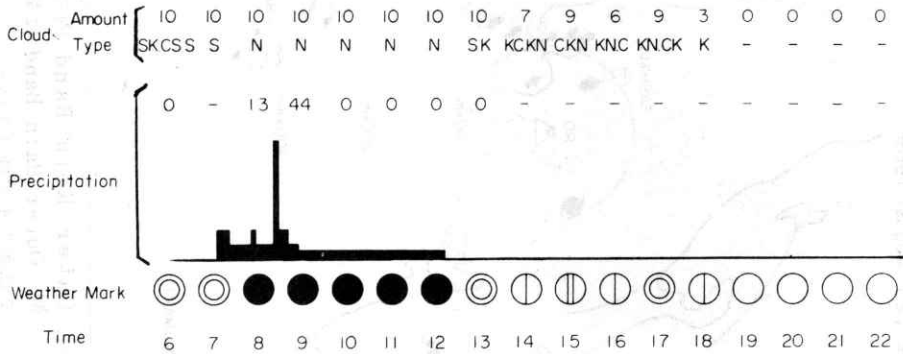 Cloud
Amount 10 10 10 10 10 10 10 10 7 9 6 9 3 0 0 0 0
Type SKCSS S N N N N N SK KCKN CKN KN.C KN.CK K - - - -
Precipitation
0 - 13 44 0 0 0 0 - - - - - - - - -
Weather Mark
Time 6 7 8 9 10 11 12 13 14 15 16 17 18 19 20 21 22